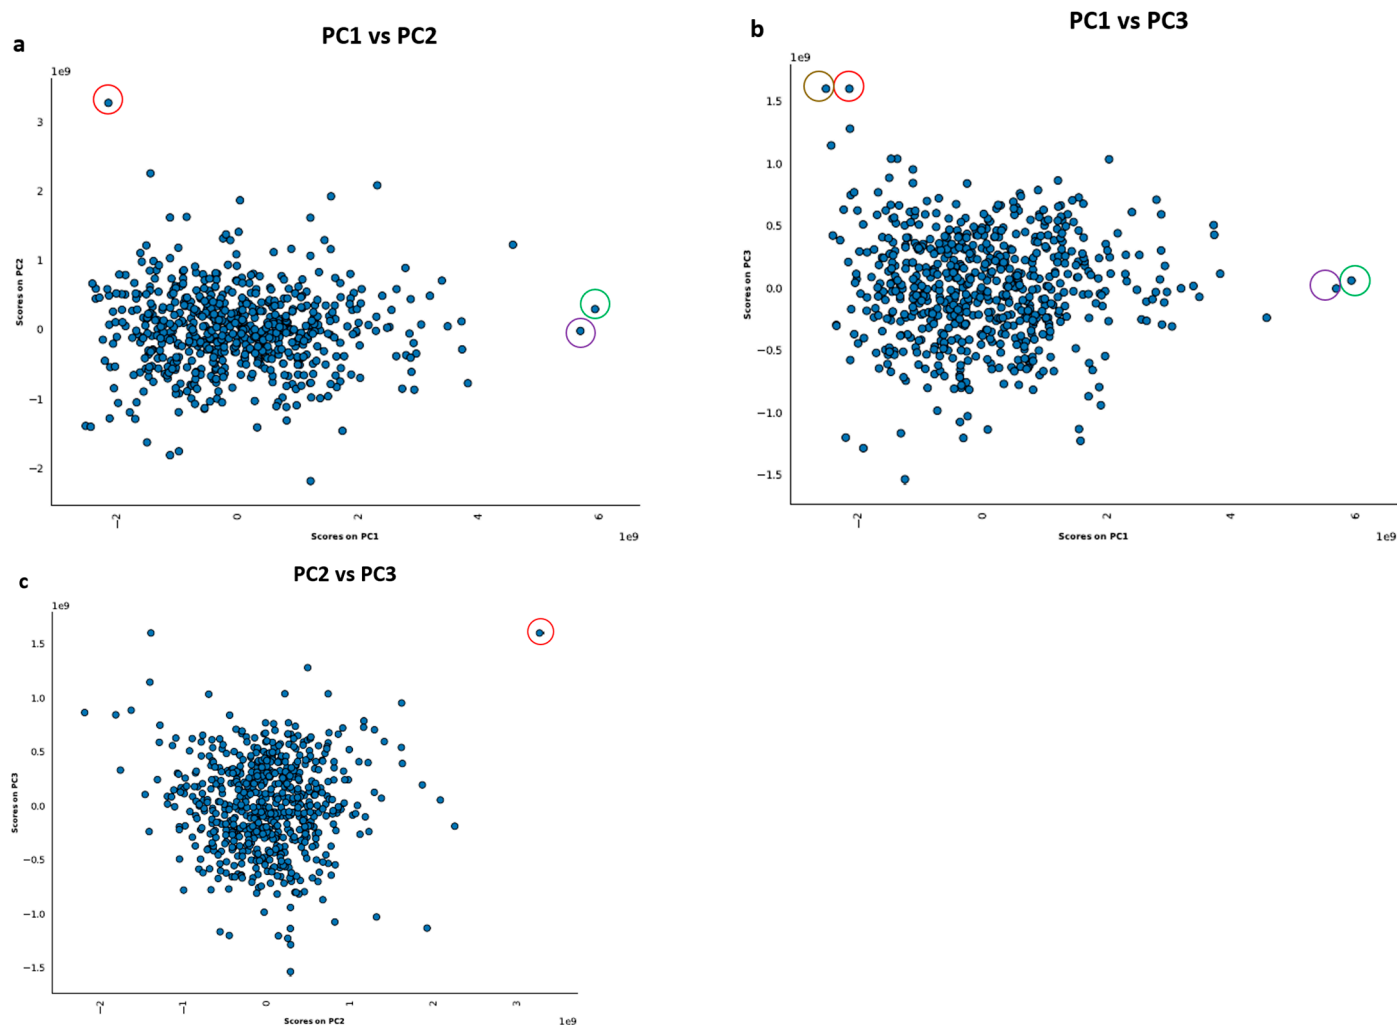 a
PC1 vs PC2
1e9
3
2
1
0
−1
−2
Scores on PC2
−2
0
2
4
6
1e9
Scores on PC1
b
PC1 vs PC3
1e9
1.5
1.0
0.5
0.0
−0.5
−1.0
−1.5
Scores on PC3
−2
0
2
4
6
1e9
Scores on PC1
c
PC2 vs PC3
1e9
1.5
1.0
0.5
0.0
−0.5
−1.0
−1.5
Scores on PC3
−2
−1
0
1
2
3
1e9
Scores on PC2